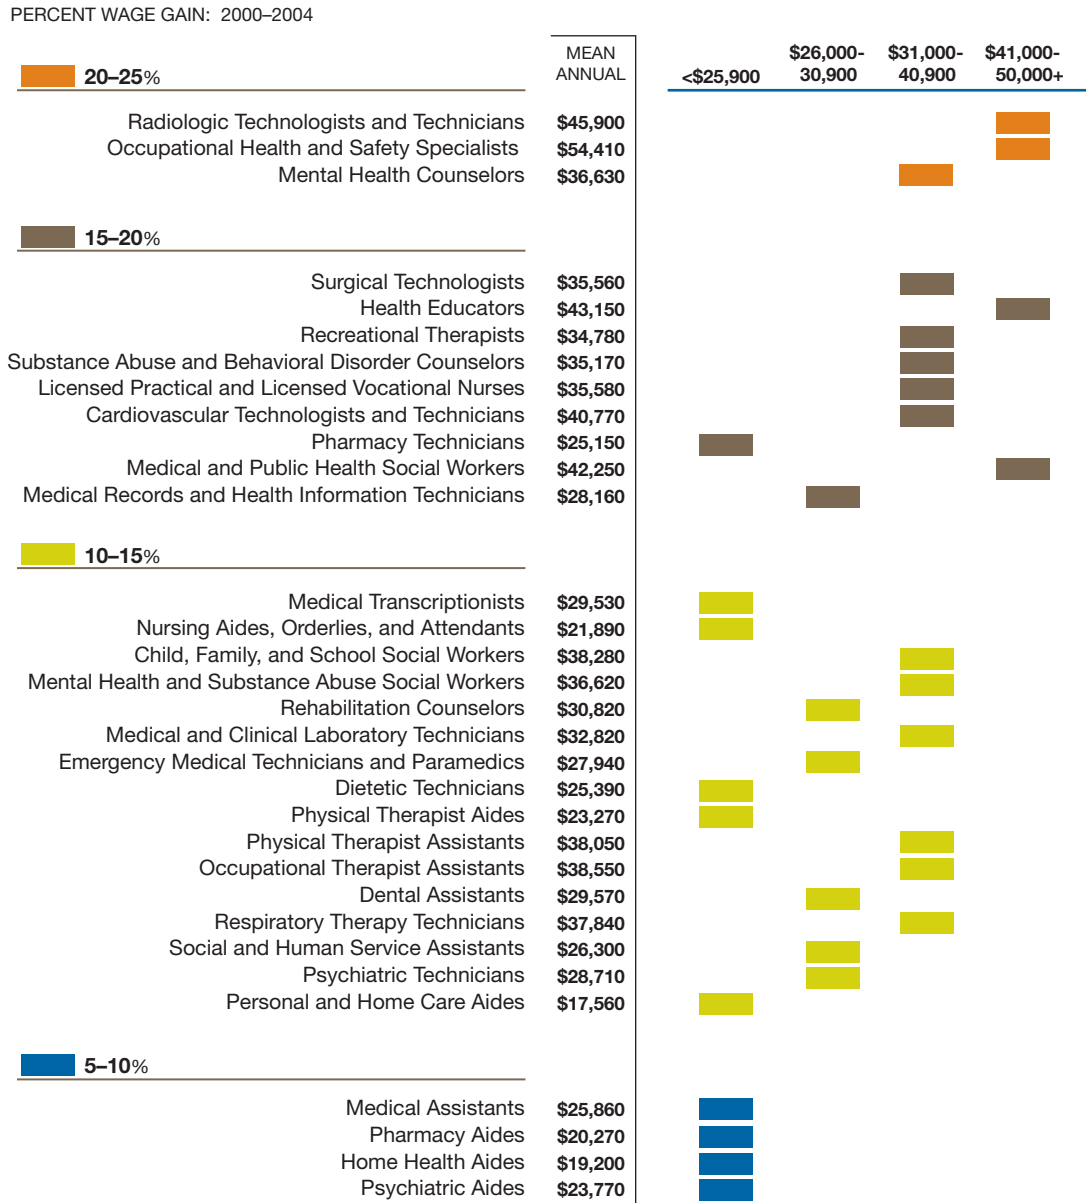 PERCENT WAGE GAIN: 2000–2004
MEAN
ANNUAL
<$25,900
$26,000-
30,900
$31,000-
40,900
$41,000-
50,000+
20–25%
Radiologic Technologists and Technicians $45,900
Occupational Health and Safety Specialists $54,410
Mental Health Counselors $36,630
15–20%
Surgical Technologists $35,560
Health Educators $43,150
Recreational Therapists $34,780
Substance Abuse and Behavioral Disorder Counselors $35,170
Licensed Practical and Licensed Vocational Nurses $35,580
Cardiovascular Technologists and Technicians $40,770
Pharmacy Technicians $25,150
Medical and Public Health Social Workers $42,250
Medical Records and Health Information Technicians $28,160
10–15%
Medical Transcriptionists $29,530
Nursing Aides, Orderlies, and Attendants $21,890
Child, Family, and School Social Workers $38,280
Mental Health and Substance Abuse Social Workers $36,620
Rehabilitation Counselors $30,820
Medical and Clinical Laboratory Technicians $32,820
Emergency Medical Technicians and Paramedics $27,940
Dietetic Technicians $25,390
Physical Therapist Aides $23,270
Physical Therapist Assistants $38,050
Occupational Therapist Assistants $38,550
Dental Assistants $29,570
Respiratory Therapy Technicians $37,840
Social and Human Service Assistants $26,300
Psychiatric Technicians $28,710
Personal and Home Care Aides $17,560
5–10%
Medical Assistants $25,860
Pharmacy Aides $20,270
Home Health Aides $19,200
Psychiatric Aides $23,770